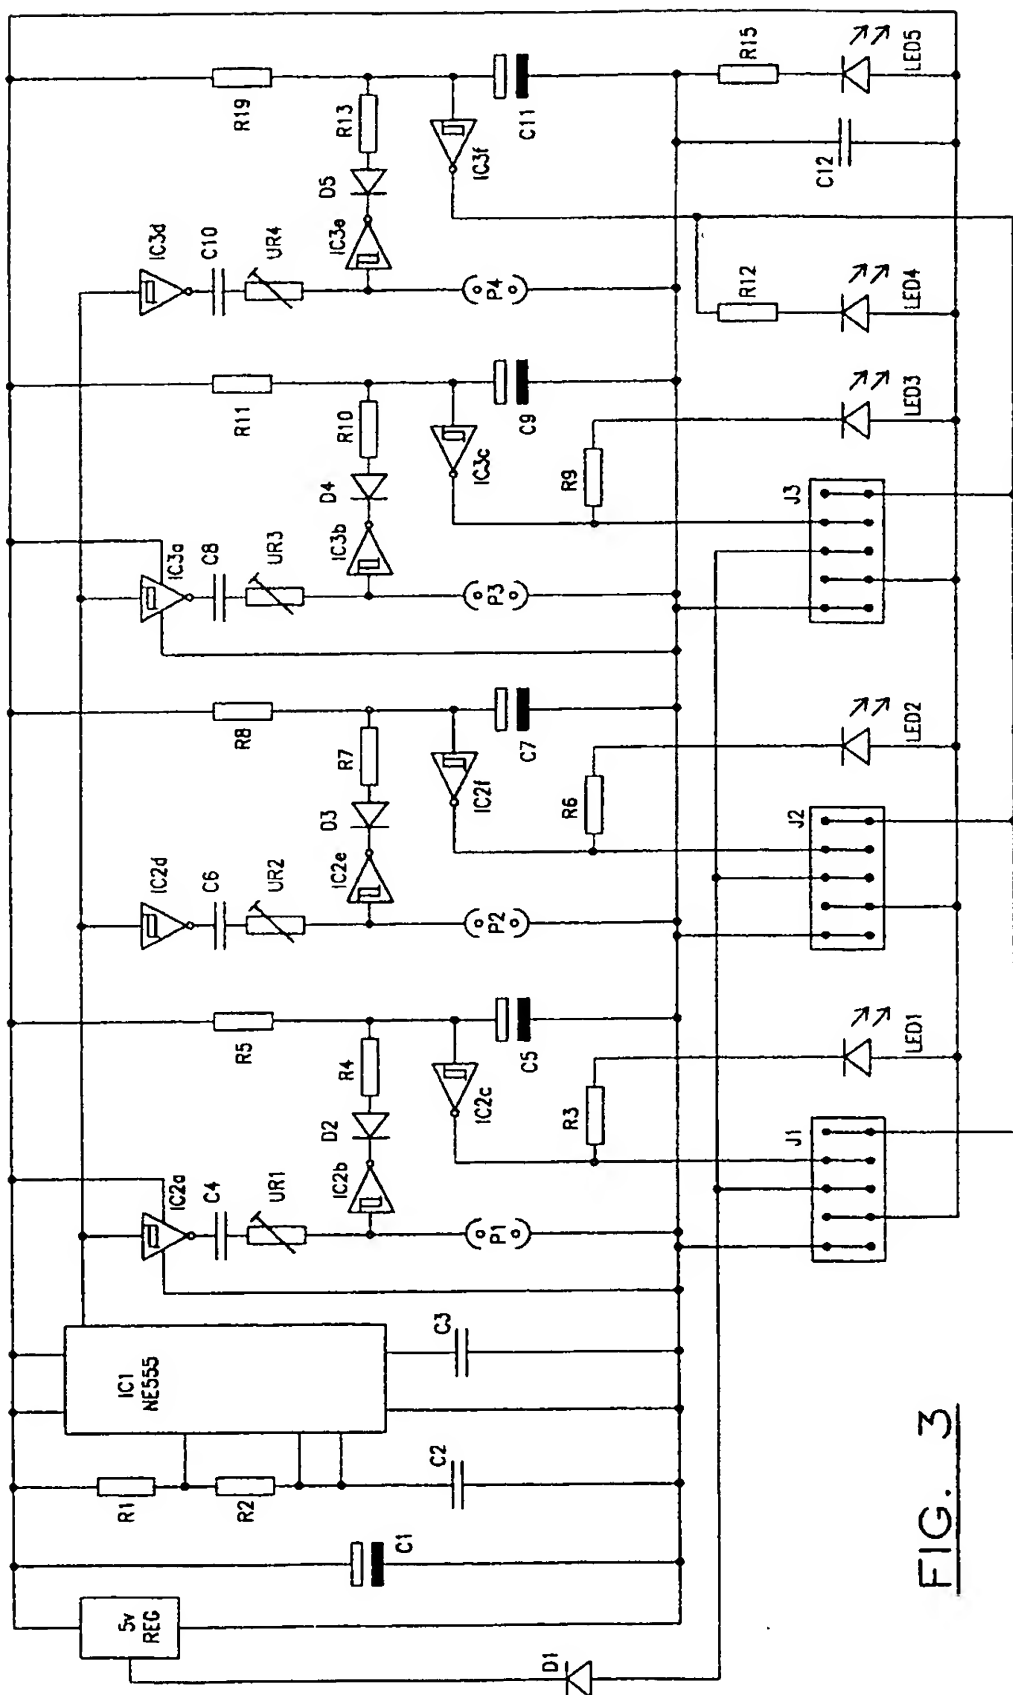 5v
REG
D1
C1
R1
R2
C2
IC1
NE555
C3
IC2a
C4
UR1
IC2b
D2
R4
R5
P1
IC2c
C5
R3
J1
LED1
IC2d
C6
UR2
IC2e
D3
R7
R8
P2
IC2f
C7
R6
J2
LED2
IC3a
C8
UR3
IC3b
D4
R10
R11
P3
IC3c
C9
R9
J3
LED3
IC3d
C10
UR4
IC3e
D5
R13
R19
P4
IC3f
C11
R12
LED4
C12
R15
LED5
FIG. 3